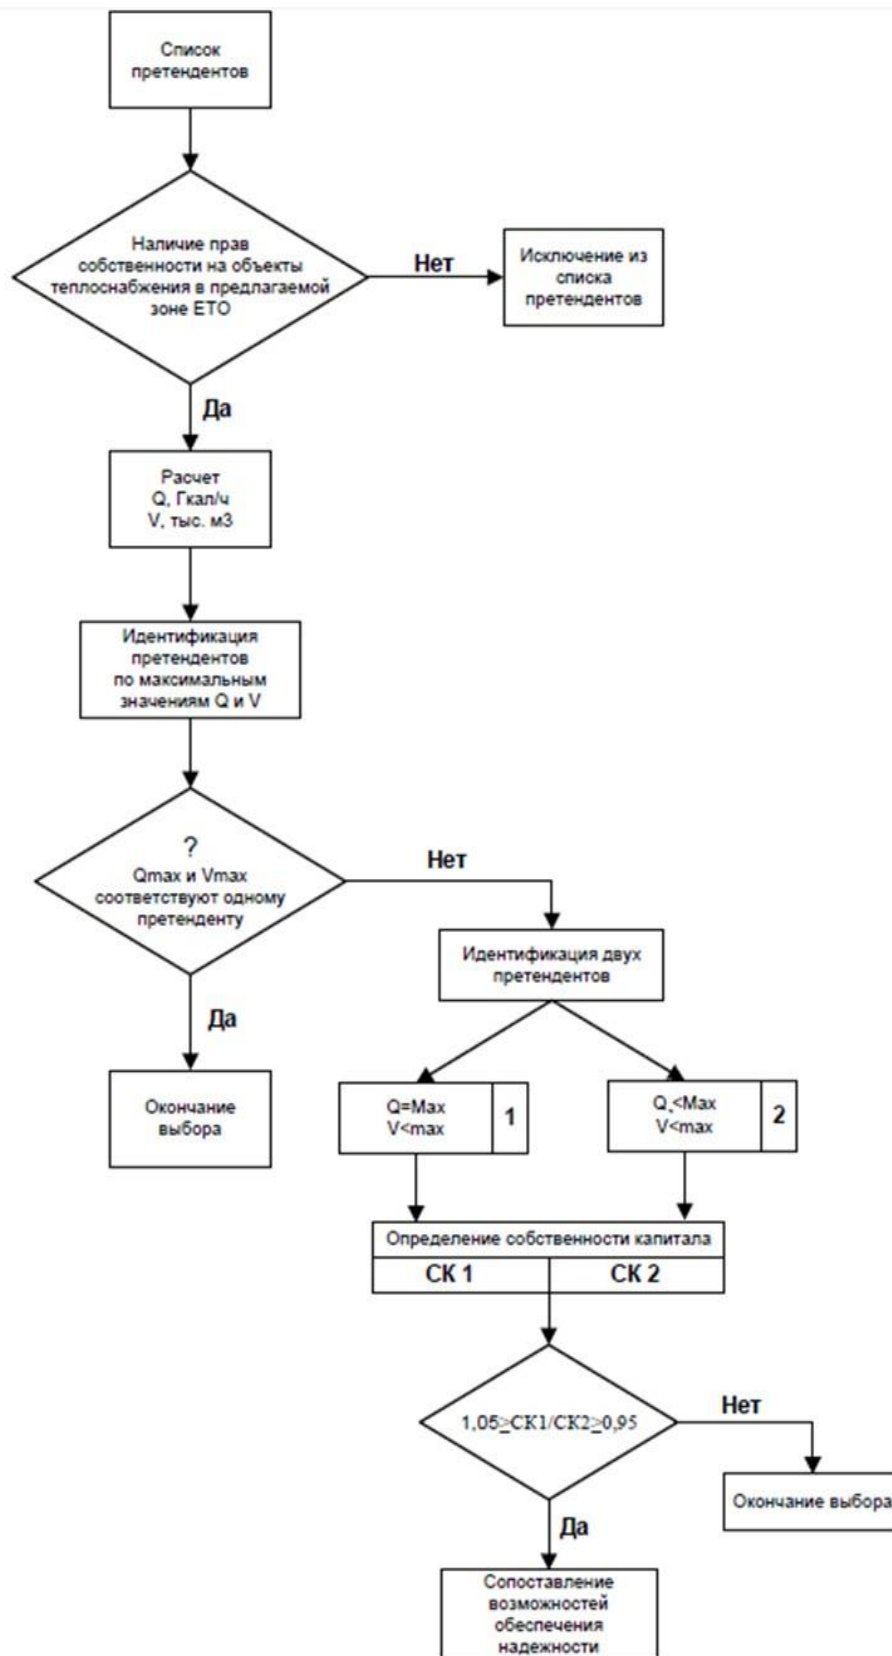 Список
претендентов
Наличие прав
собственности на объекты
теплоснабжения в предлагаемой
зоне ЕТО
Нет
Исключение из
списка
претендентов
Да
Расчет
Q, Гкал/ч
V, тыс. м3
Идентификация
претендентов
по максимальным
значениям Q и V
?
Qmax и Vmax
соответствуют одному
претенденту
Нет
Идентификация двух
претендентов
Да
Окончание
выбора
Q=Max
V<max
1
Q,<Max
V<max
2
Определение собственности капитала
СК 1
СК 2
1,05≥СК1/СК2≥0,95
Нет
Окончание выбора
Да
Сопоставление
возможностей
обеспечения
надежности